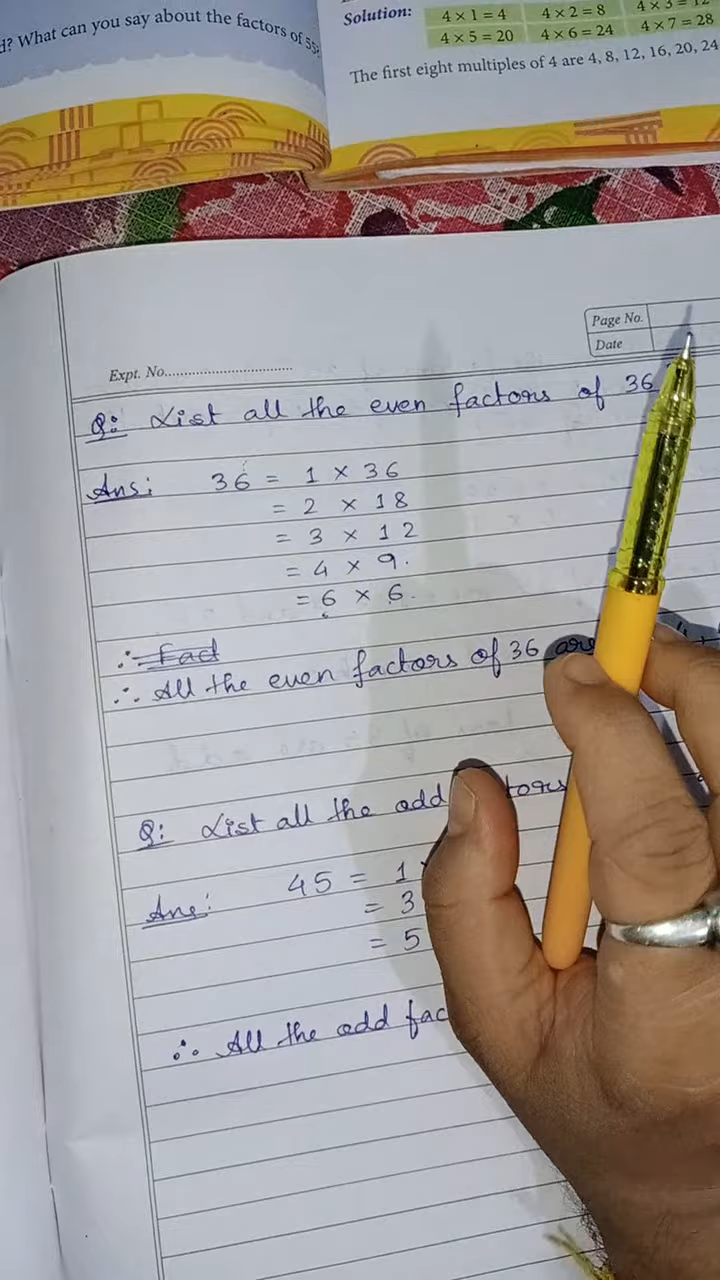 d? What can you say about the factors of 55?
Solution:
4 × 1 = 4 4 × 2 = 8 4 × 3 = 12
4 × 5 = 20 4 × 6 = 24 4 × 7 = 28
The first eight multiples of 4 are 4, 8, 12, 16, 20, 24
Page No.
Date
Expt. No.
Q: List all the even factors of 36
Ans: 36 = 1 × 36
= 2 × 18
= 3 × 12
= 4 × 9.
= 6 × 6.
∴ Fact
∴ All the even factors of 36 are
Q: List all the odd tors
Ans: 45 = 1
= 3
= 5
∴ All the odd fac